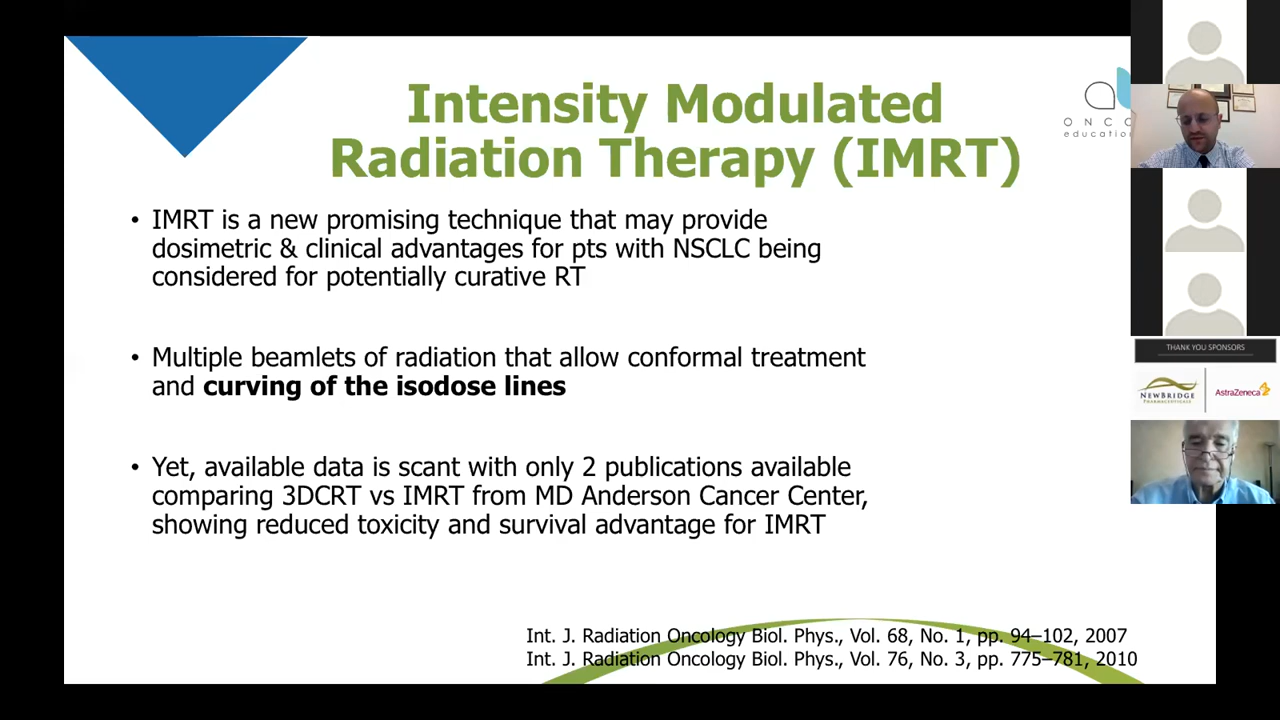 Intensity Modulated
Radiation Therapy (IMRT)
ONCO
education
• IMRT is a new promising technique that may provide
dosimetric & clinical advantages for pts with NSCLC being
considered for potentially curative RT
• Multiple beamlets of radiation that allow conformal treatment
and curving of the isodose lines
• Yet, available data is scant with only 2 publications available
comparing 3DCRT vs IMRT from MD Anderson Cancer Center,
showing reduced toxicity and survival advantage for IMRT
Int. J. Radiation Oncology Biol. Phys., Vol. 68, No. 1, pp. 94–102, 2007
Int. J. Radiation Oncology Biol. Phys., Vol. 76, No. 3, pp. 775–781, 2010
THANK YOU SPONSORS
NEWBRIDGE
PHARMACEUTICALS
AstraZeneca